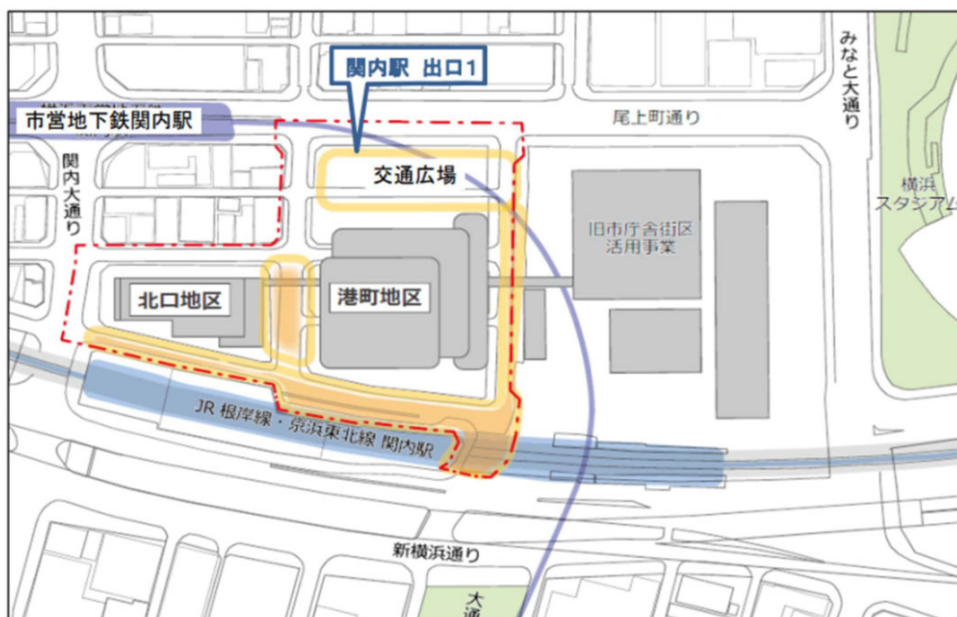 関内駅 出口1
みなと大通り
市営地下鉄関内駅
尾上町通り
関内大通り
交通広場
横浜
スタジアム
旧市庁舎街区
活用事業
北口地区
港町地区
JR 根岸線・京浜東北線 関内駅
新横浜通り
大通